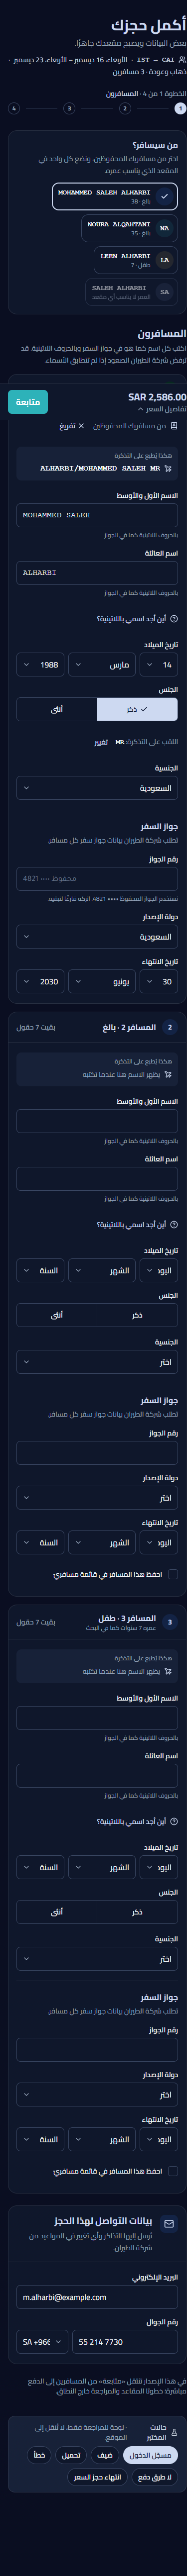 أكمل حجزك
بعض البيانات ويصبح مقعدك جاهزًا.
IST → CAI · الأربعاء، 16 ديسمبر – الأربعاء، 23 ديسمبر ·
ذهاب وعودة · 3 مسافرين
الخطوة 1 من 4 · المسافرون
1
2
3
4
من سيسافر؟
اختر من مسافريك المحفوظين، ونضع كل واحد في المقعد الذي يناسب عمره.
MOHAMMED SALEH ALHARBI
بالغ · 38
NA
NOURA ALQAHTANI
بالغ · 35
LA
LEEN ALHARBI
طفل · 7
SA
SALEH ALHARBI
العمر لا يناسب أي مقعد
المسافرون
اكتب كل اسم كما هو في جواز السفر وبالحروف اللاتينية. قد ترفض شركة الطيران الصعود إذا لم تتطابق الأسماء.
SAR 2,586.00
تفاصيل السعر
متابعة
من مسافريك المحفوظين
تفريغ
هكذا يُطبع على التذكرة
ALHARBI/MOHAMMED SALEH MR
الاسم الأول والأوسط
MOHAMMED SALEH
بالحروف اللاتينية كما في الجواز
اسم العائلة
ALHARBI
بالحروف اللاتينية كما في الجواز
أين أجد اسمي باللاتينية؟
تاريخ الميلاد
14
مارس
1988
الجنس
ذكر
أنثى
اللقب على التذكرة: MR تغيير
الجنسية
السعودية
جواز السفر
تطلب شركة الطيران بيانات جواز سفر كل مسافر.
رقم الجواز
محفوظ •••• 4821
نستخدم الجواز المحفوظ •••• 4821. اتركه فارغًا لتبقيه.
دولة الإصدار
السعودية
تاريخ الانتهاء
30
يونيو
2030
2
المسافر 2 · بالغ
بقيت 7 حقول
هكذا يُطبع على التذكرة
يظهر الاسم هنا عندما تكتبه
الاسم الأول والأوسط
بالحروف اللاتينية كما في الجواز
اسم العائلة
بالحروف اللاتينية كما في الجواز
أين أجد اسمي باللاتينية؟
تاريخ الميلاد
اليوم
الشهر
السنة
الجنس
ذكر
أنثى
الجنسية
اختر
جواز السفر
تطلب شركة الطيران بيانات جواز سفر كل مسافر.
رقم الجواز
دولة الإصدار
اختر
تاريخ الانتهاء
اليوم
الشهر
السنة
احفظ هذا المسافر في قائمة مسافريّ
3
المسافر 3 · طفل
عمره 7 سنوات كما في البحث
بقيت 7 حقول
هكذا يُطبع على التذكرة
يظهر الاسم هنا عندما تكتبه
الاسم الأول والأوسط
بالحروف اللاتينية كما في الجواز
اسم العائلة
بالحروف اللاتينية كما في الجواز
أين أجد اسمي باللاتينية؟
تاريخ الميلاد
اليوم
الشهر
السنة
الجنس
ذكر
أنثى
الجنسية
اختر
جواز السفر
تطلب شركة الطيران بيانات جواز سفر كل مسافر.
رقم الجواز
دولة الإصدار
اختر
تاريخ الانتهاء
اليوم
الشهر
السنة
احفظ هذا المسافر في قائمة مسافريّ
بيانات التواصل لهذا الحجز
نُرسل إليها التذاكر وأي تغيير في المواعيد من شركة الطيران.
البريد الإلكتروني
m.alharbi@example.com
رقم الجوال
SA +966
55 214 7730
في هذا الإصدار تنتقل «متابعة» من المسافرين إلى الدفع مباشرة؛ خطوتا المقاعد والمراجعة خارج النطاق.
حالات المختبر
· لوحة للمراجعة فقط، لا تُنقل إلى الموقع.
مسجّل الدخول
ضيف
تحميل
خطأ
لا طرق دفع
انتهاء حجز السعر